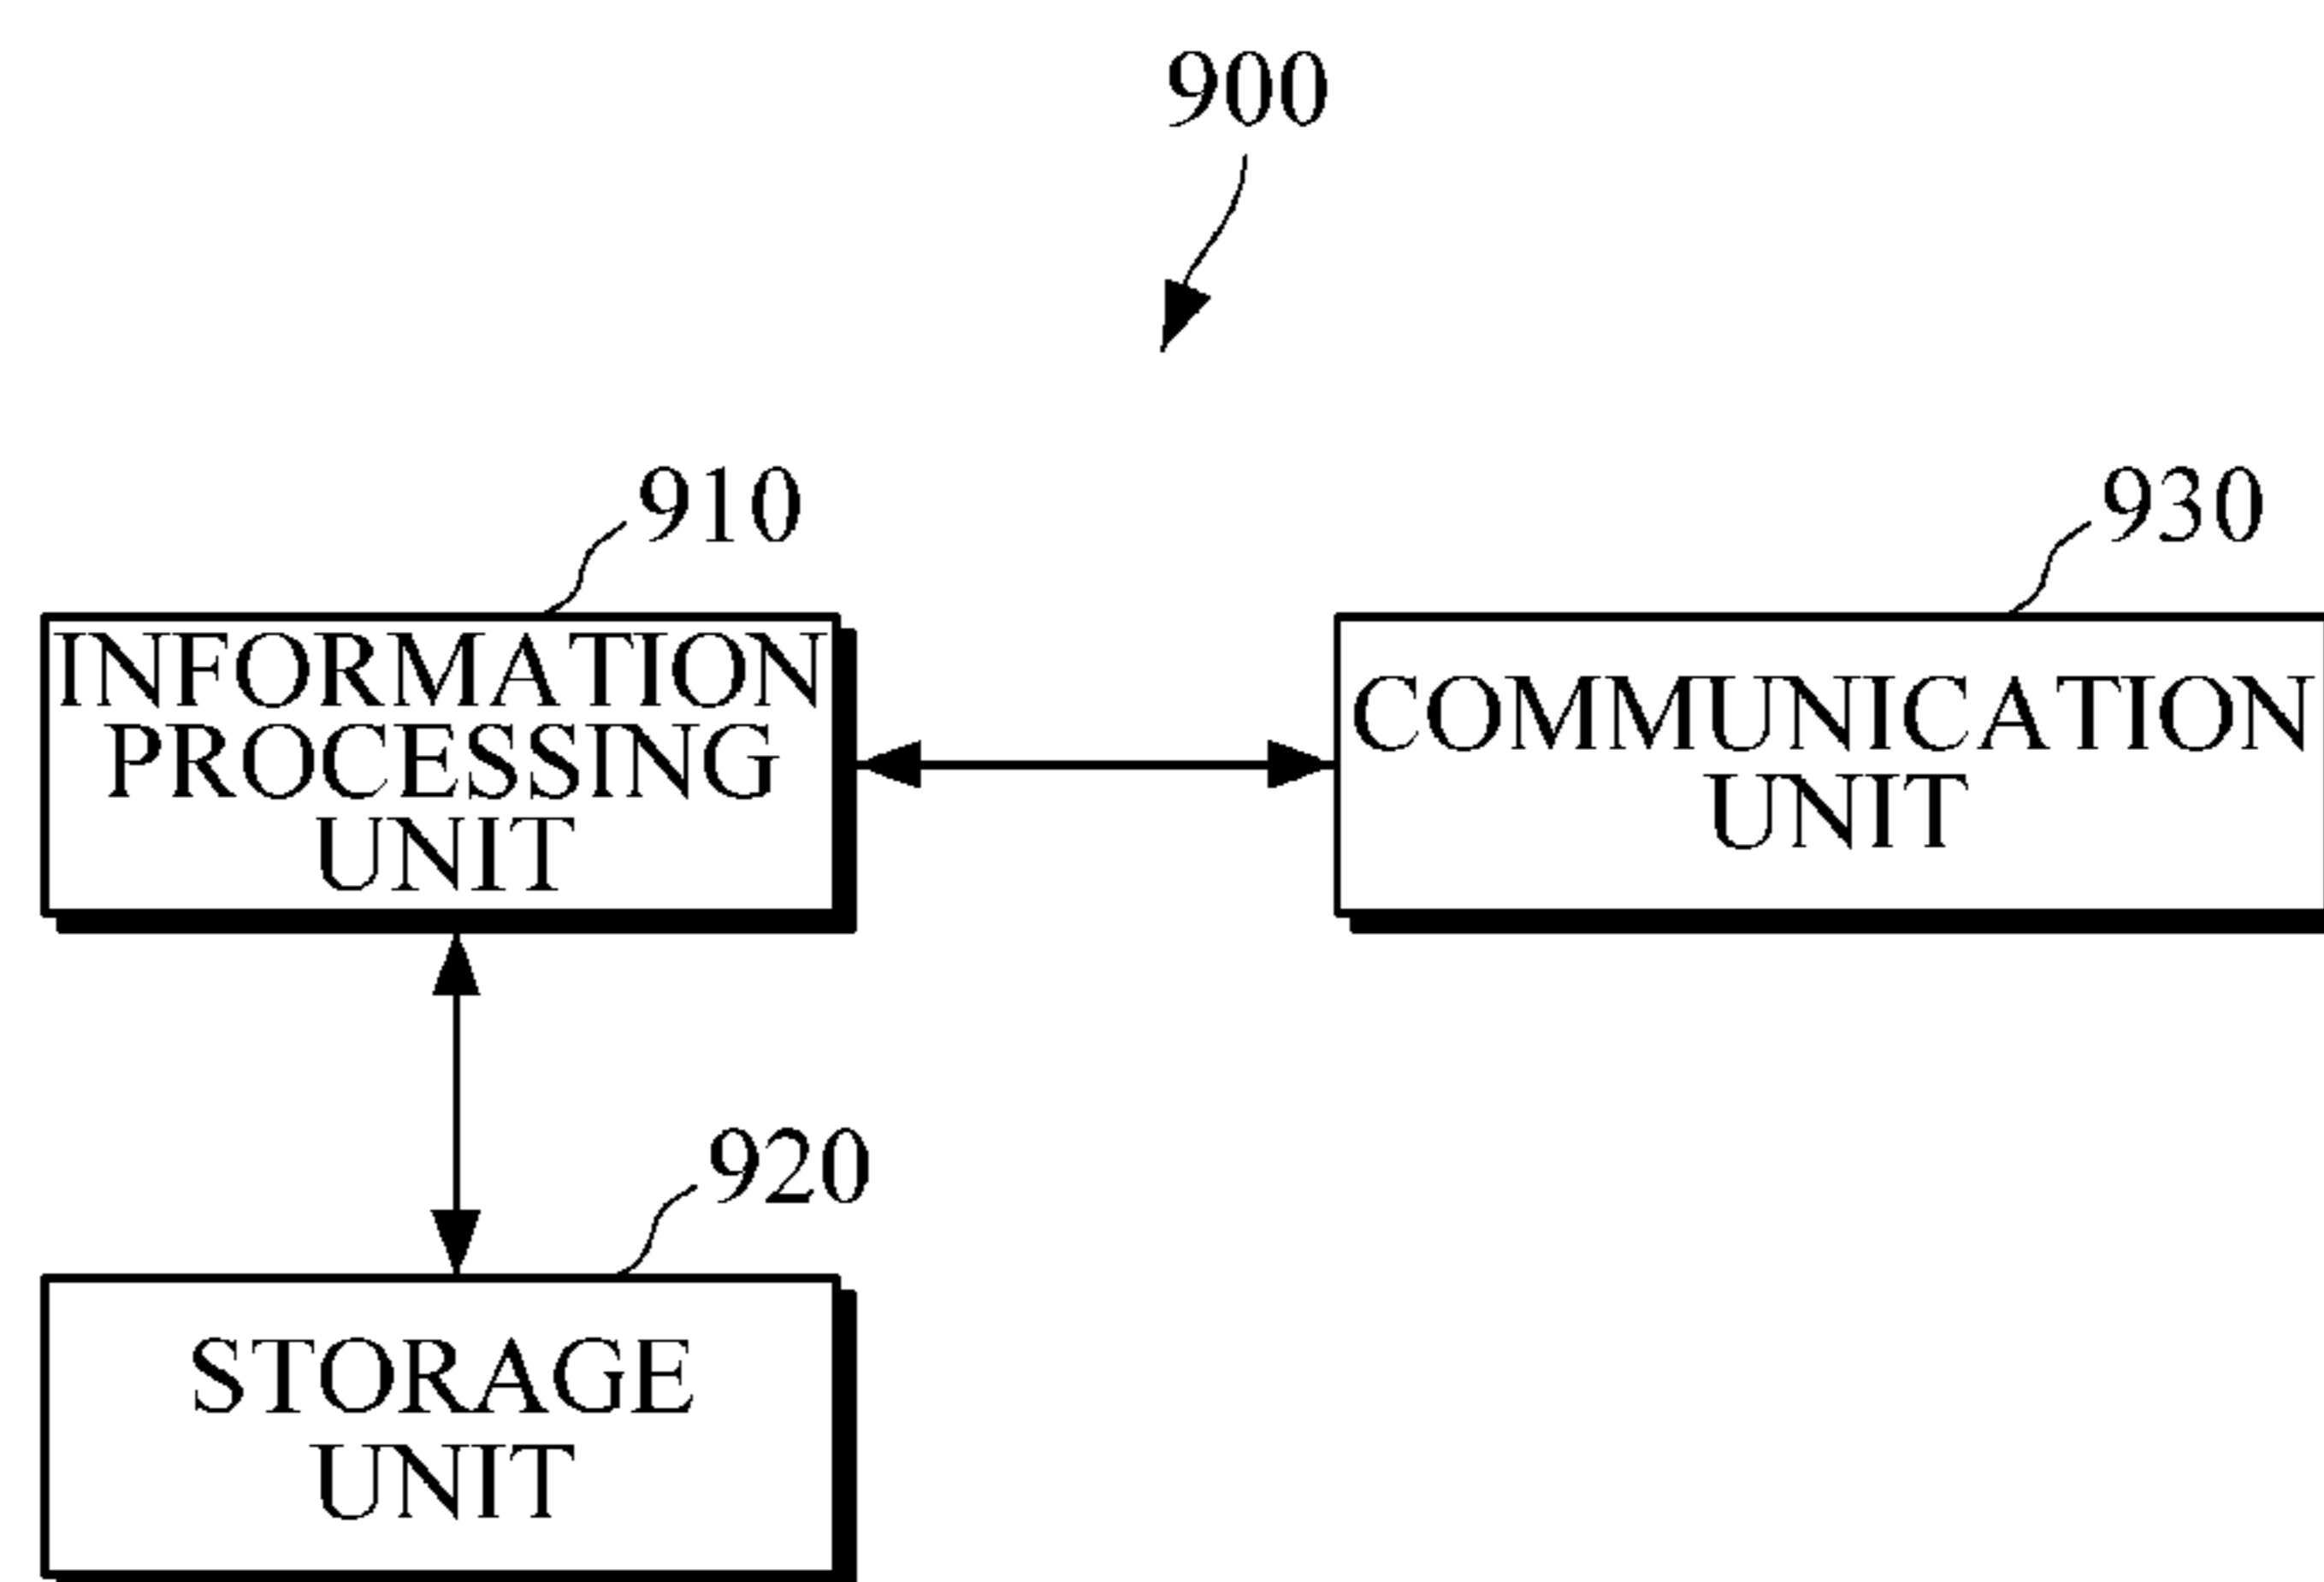 900
910
930
INFORMATION
PROCESSING
UNIT
COMMUNICATION
UNIT
920
STORAGE
UNIT